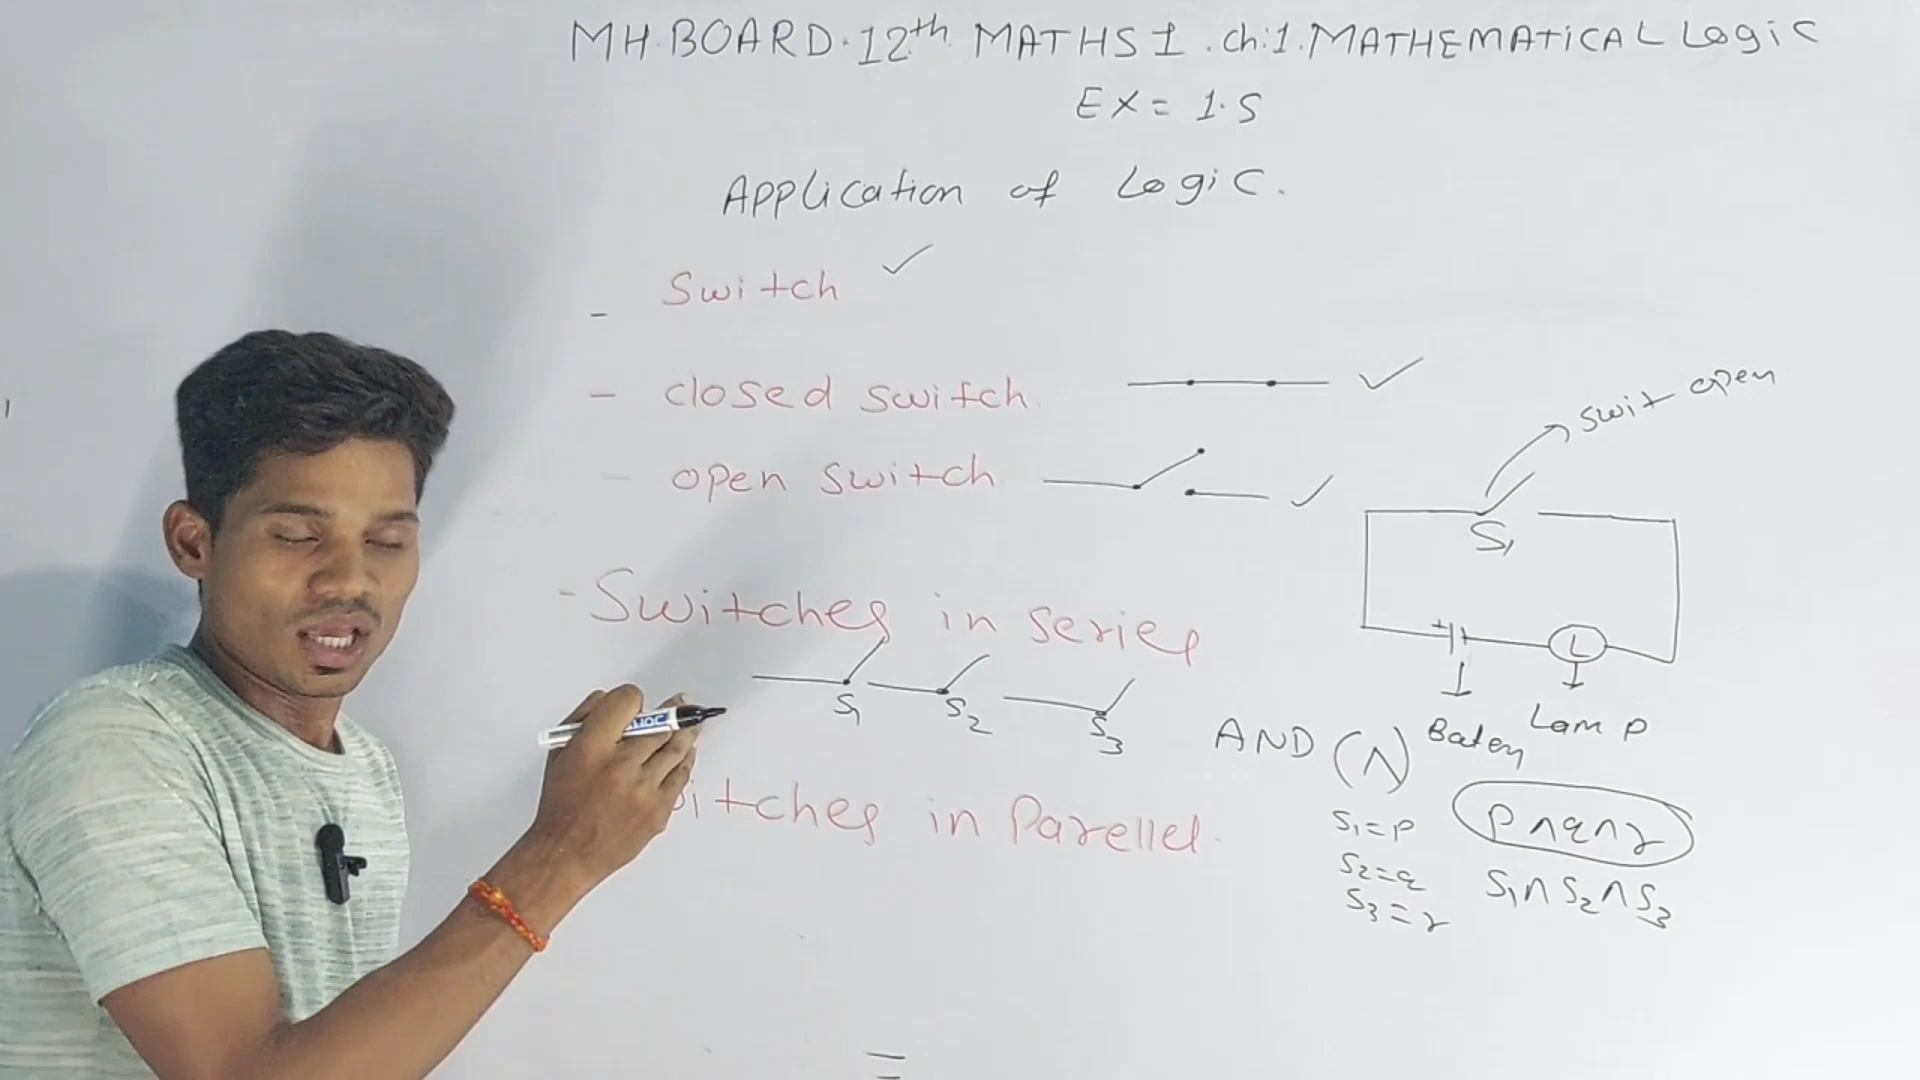 MH. BOARD. 12th MATHS 1. ch:1. MATHEMATICAL Logic
EX = 1.5
Application of Logic.
- Switch ✓
- closed switch. ✓
open switch ✓
swit open
S1
+
L
Lamp
- Switches in series
S1 S2 S3
AND (∧)
itches in Parellel.
S1 = p
S2 = q
S3 = r
p ∧ q ∧ r
S1 ∧ S2 ∧ S3
=